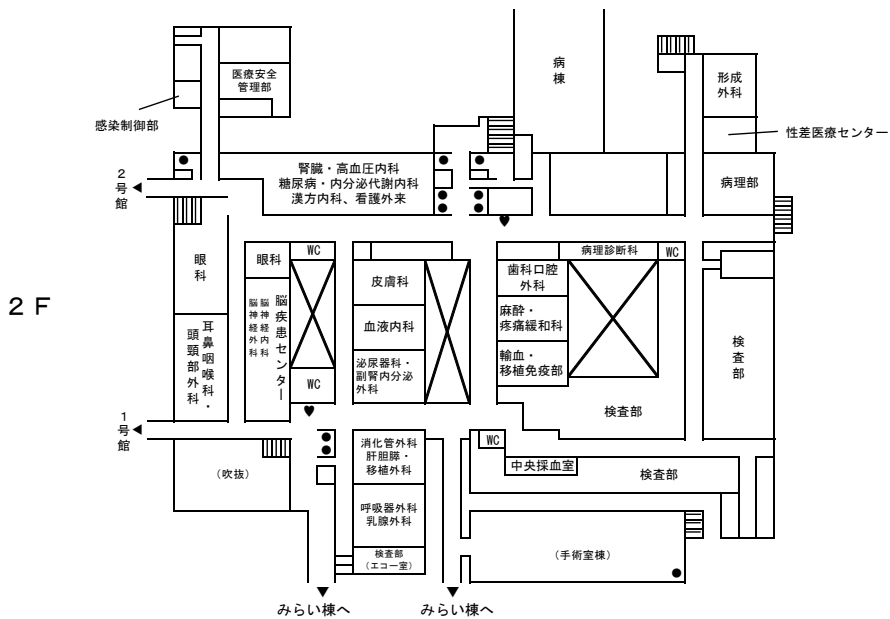 病棟
形成
外科
医療安全
管理部
感染制御部
性差医療センター
腎臓・高血圧内科
糖尿病・内分泌代謝内科
漢方内科、看護外来
病理部
2号館
眼科
眼科
WC
病理診断科
WC
皮膚科
歯科口腔
外科
2F
脳疾患センター
脳神経内科
脳神経外科
血液内科
麻酔・
疼痛緩和科
検査部
耳鼻咽喉科・
頭頸部外科
泌尿器科・
副腎内分泌
外科
輸血・
移植免疫部
WC
検査部
1号館
消化管外科
肝胆膵・
移植外科
WC
中央採血室
検査部
(吹抜)
呼吸器外科
乳腺外科
検査部
(エコー室)
(手術室棟)
みらい棟へ
みらい棟へ